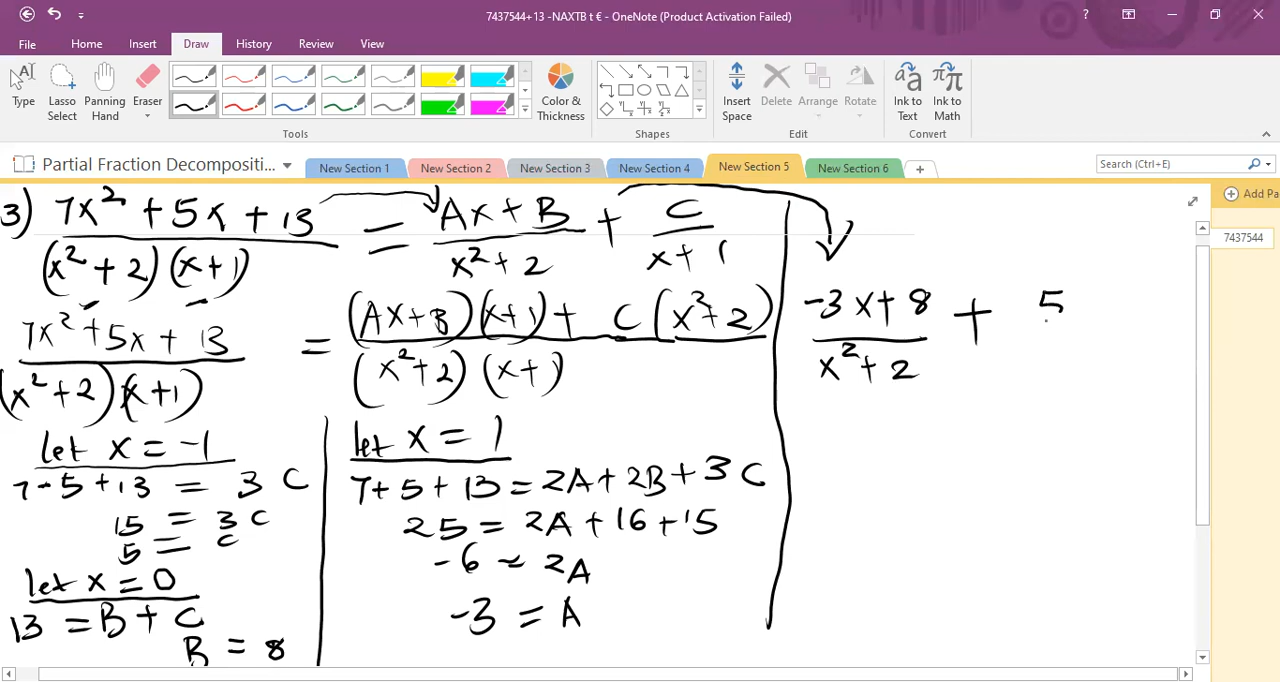 7437544+13 -NAXTB t € - OneNote (Product Activation Failed)
File Home Insert Draw History Review View
Type
Lasso Select
Panning Hand
Eraser
Color & Thickness
Insert Space
Delete
Arrange
Rotate
Ink to Text
Ink to Math
Tools
Shapes
Edit
Convert
Partial Fraction Decompositi...
New Section 1
New Section 2
New Section 3
New Section 4
New Section 5
New Section 6
Search (Ctrl+E)
Add Pa
7437544
3) 7x² + 5x + 13 = Ax + B + C
(x² + 2) (x+1) x² + 2 x + 1
7x² + 5x + 13 = (Ax+B)(x+1) + C(x²+2)
(x²+2)(x+1) (x²+2) (x+1)
let x = -1
7-5+13 = 3 C
15 = 3 C
5 = C
let x = 0
13 = B + C
B = 8
let x = 1
7+5+13 = 2A+2B+3C
25 = 2A+16+15
-6 = 2A
-3 = A
-3x+8 + 5
x²+2